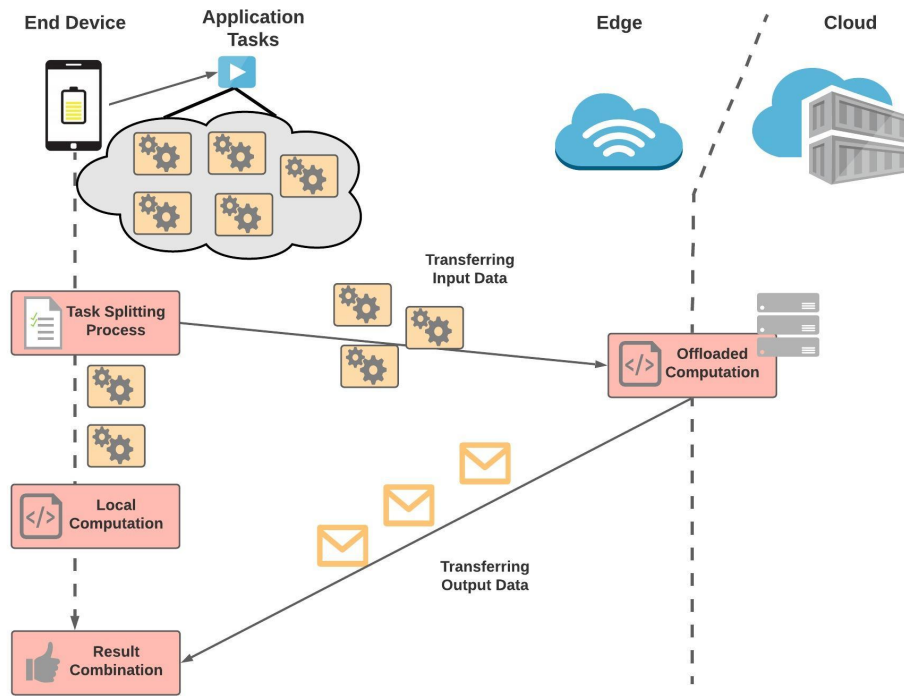 End Device
Application
Tasks
Edge
Cloud
Transferring
Input Data
Task Splitting
Process
</>
Offloaded
Computation
</>
Local
Computation
Transferring
Output Data
Result
Combination